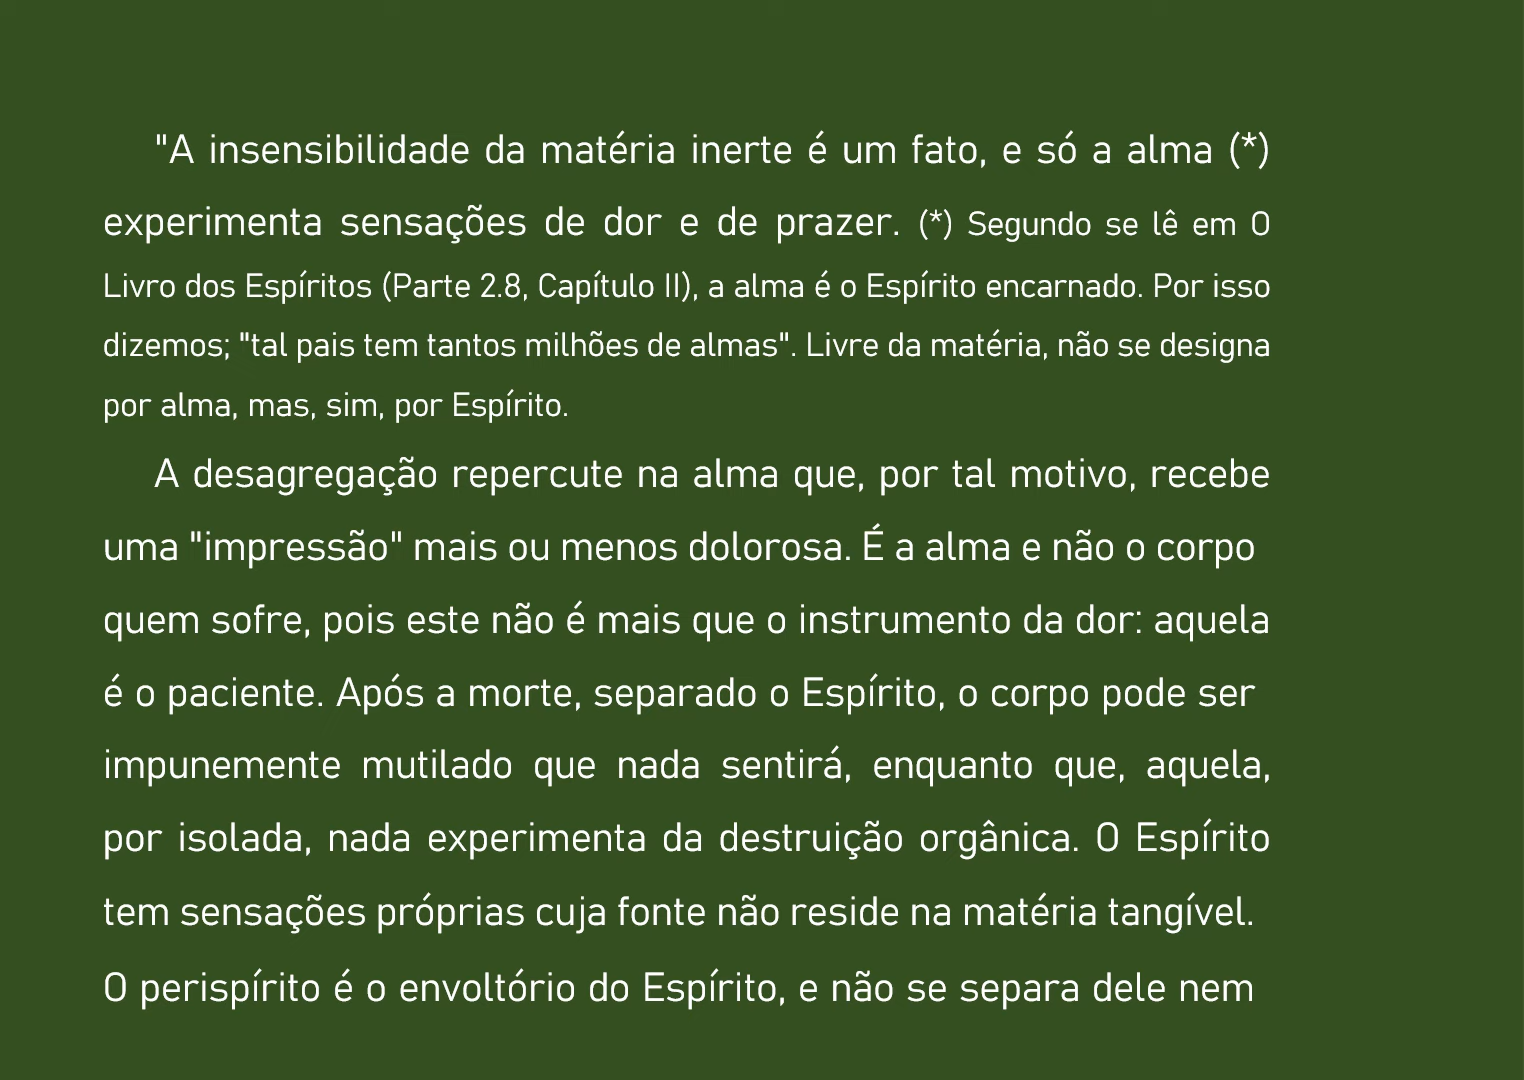 "A insensibilidade da matéria inerte é um fato, e só a alma (*)
experimenta sensações de dor e de prazer. (*) Segundo se lê em O
Livro dos Espíritos (Parte 2.8, Capítulo II), a alma é o Espírito encarnado. Por isso
dizemos; "tal pais tem tantos milhões de almas". Livre da matéria, não se designa
por alma, mas, sim, por Espírito.
A desagregação repercute na alma que, por tal motivo, recebe
uma "impressão" mais ou menos dolorosa. É a alma e não o corpo
quem sofre, pois este não é mais que o instrumento da dor: aquela
é o paciente. Após a morte, separado o Espírito, o corpo pode ser
impunemente mutilado que nada sentirá, enquanto que, aquela,
por isolada, nada experimenta da destruição orgânica. O Espírito
tem sensações próprias cuja fonte não reside na matéria tangível.
O perispírito é o envoltório do Espírito, e não se separa dele nem